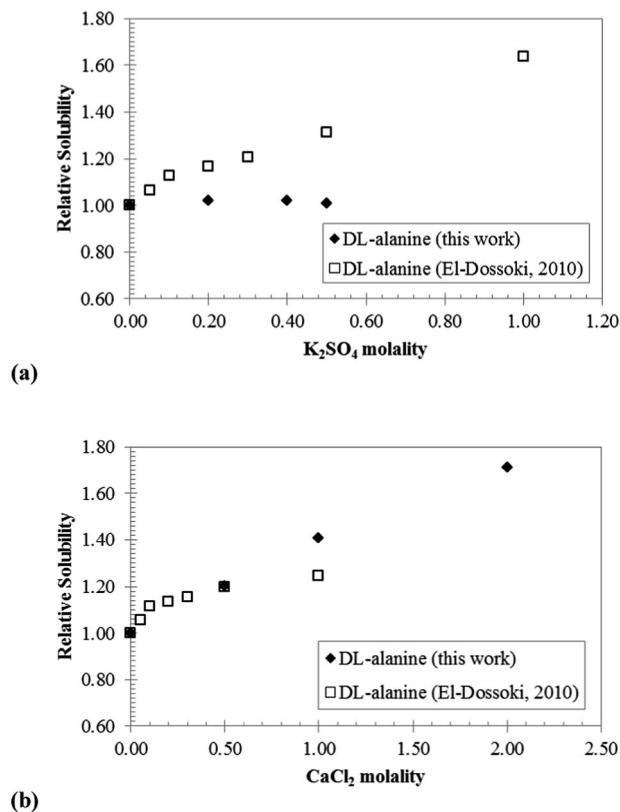 1.80
1.60
1.40
1.20
1.00
0.80
0.60
Relative Solubility
◆ DL-alanine (this work)
□ DL-alanine (El-Dossoki, 2010)
0.00 0.20 0.40 0.60 0.80 1.00 1.20
K₂SO₄ molality
(a)
1.80
1.60
1.40
1.20
1.00
0.80
0.60
Relative Solubility
◆ DL-alanine (this work)
□ DL-alanine (El-Dossoki, 2010)
0.00 0.50 1.00 1.50 2.00 2.50
CaCl₂ molality
(b)